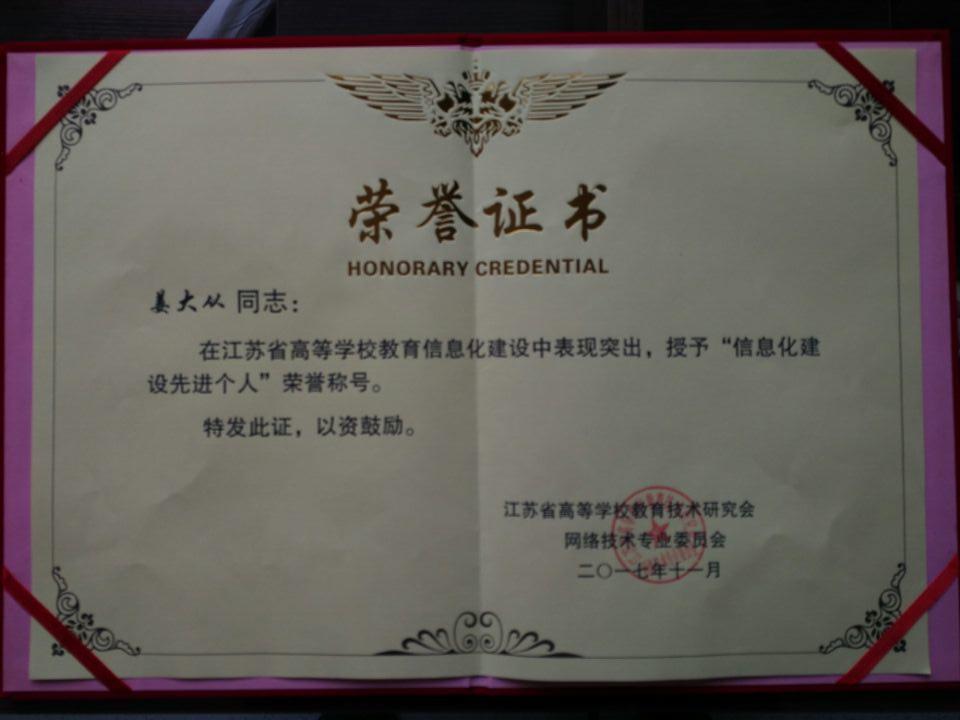 荣誉证书
HONORARY CREDENTIAL
姜大从 同志：
在江苏省高等学校教育信息化建设中表现突出，授予“信息化建
设先进个人”荣誉称号。
特发此证，以资鼓励。
江苏省高等学校教育技术研究会
网络技术专业委员会
二〇一七年十一月